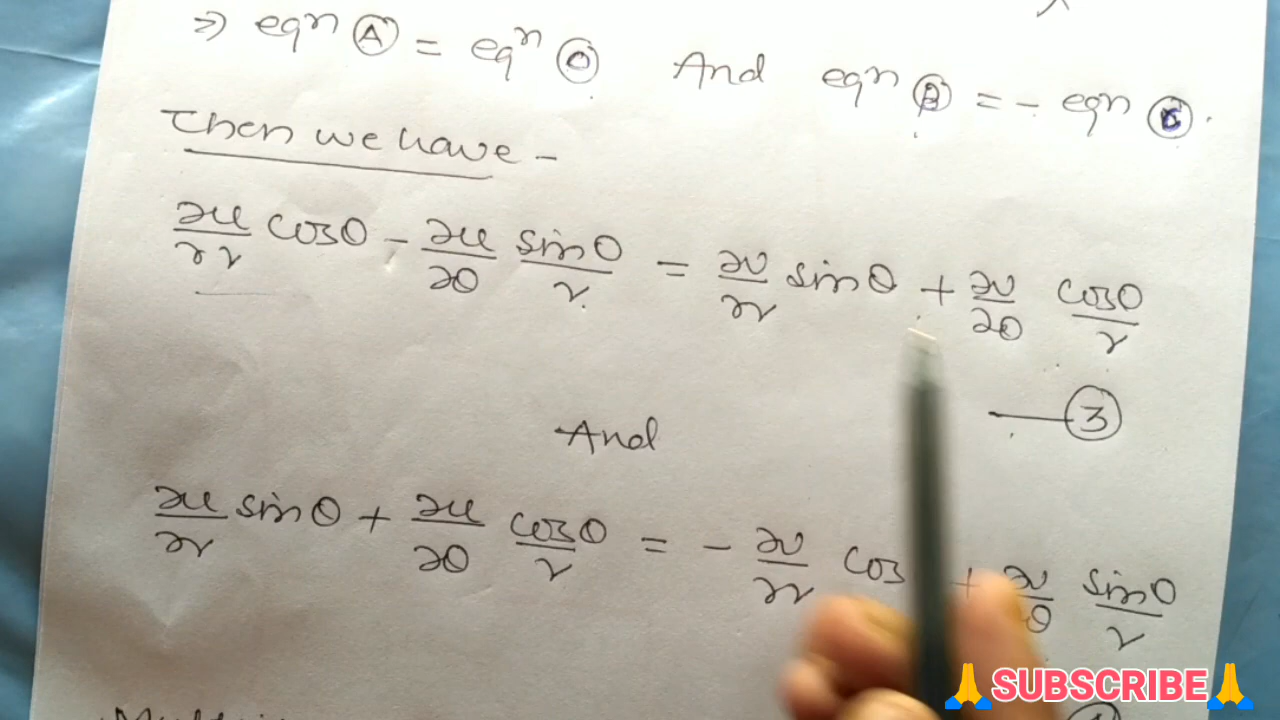 ⇒ eqn Ⓐ = eqn Ⓓ And eqn Ⓑ = - eqn Ⓒ.
Then we have -
∂u/∂r cosθ - ∂u/∂θ sinθ/r = ∂v/∂r sinθ + ∂v/∂θ cosθ/r
③
And
∂u/∂r sinθ + ∂u/∂θ cosθ/r = - ∂v/∂r cos + ∂v/∂θ sinθ/r
🙏SUBSCRIBE🙏